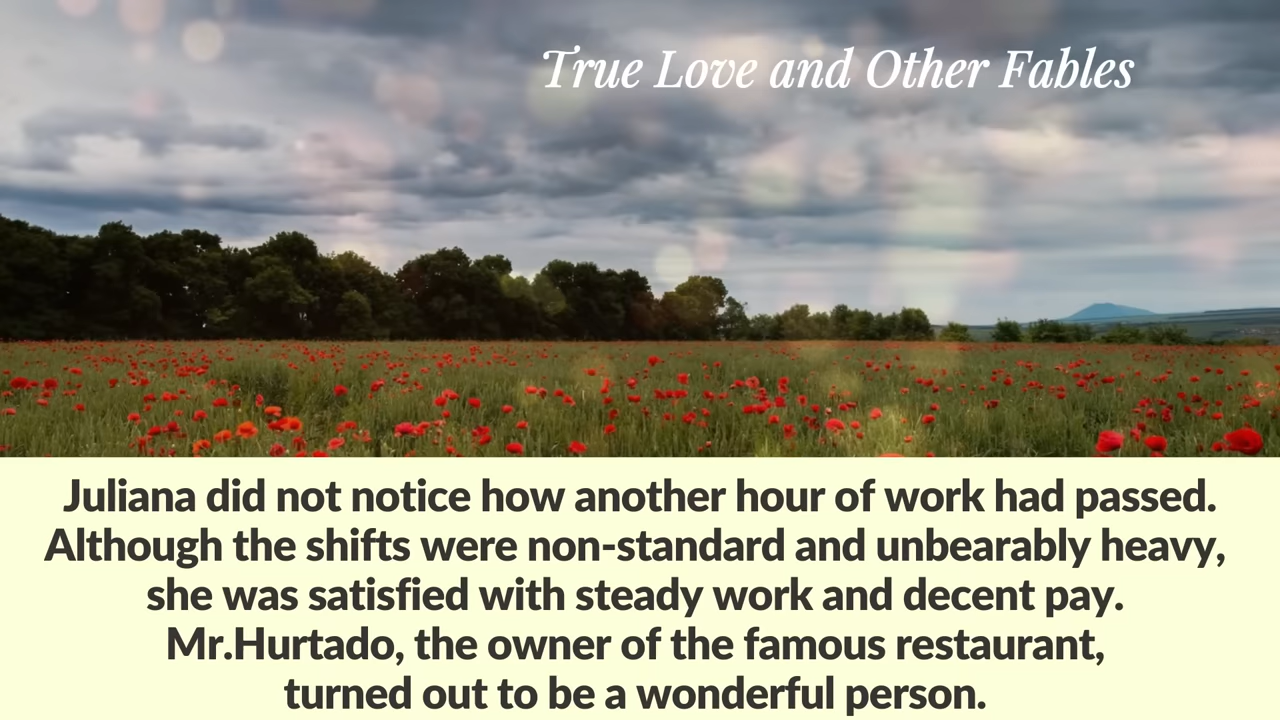 True Love and Other Fables
Juliana did not notice how another hour of work had passed.
Although the shifts were non-standard and unbearably heavy,
she was satisfied with steady work and decent pay.
Mr.Hurtado, the owner of the famous restaurant,
turned out to be a wonderful person.